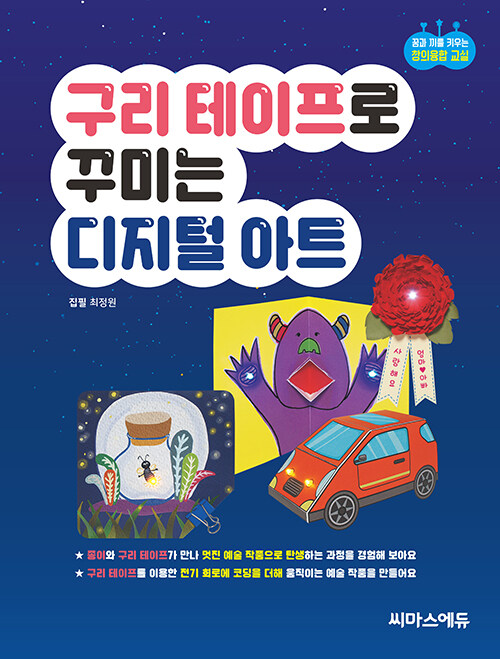 꿈과 끼를 키우는
창의융합 교실
구리 테이프로
꾸미는
디지털 아트
집필 최정원
사랑해요
엄마♥아빠
★ 종이와 구리 테이프가 만나 멋진 예술 작품으로 탄생하는 과정을 경험해 보아요
★ 구리 테이프를 이용한 전기 회로에 코딩을 더해 움직이는 예술 작품을 만들어요
씨마스에듀